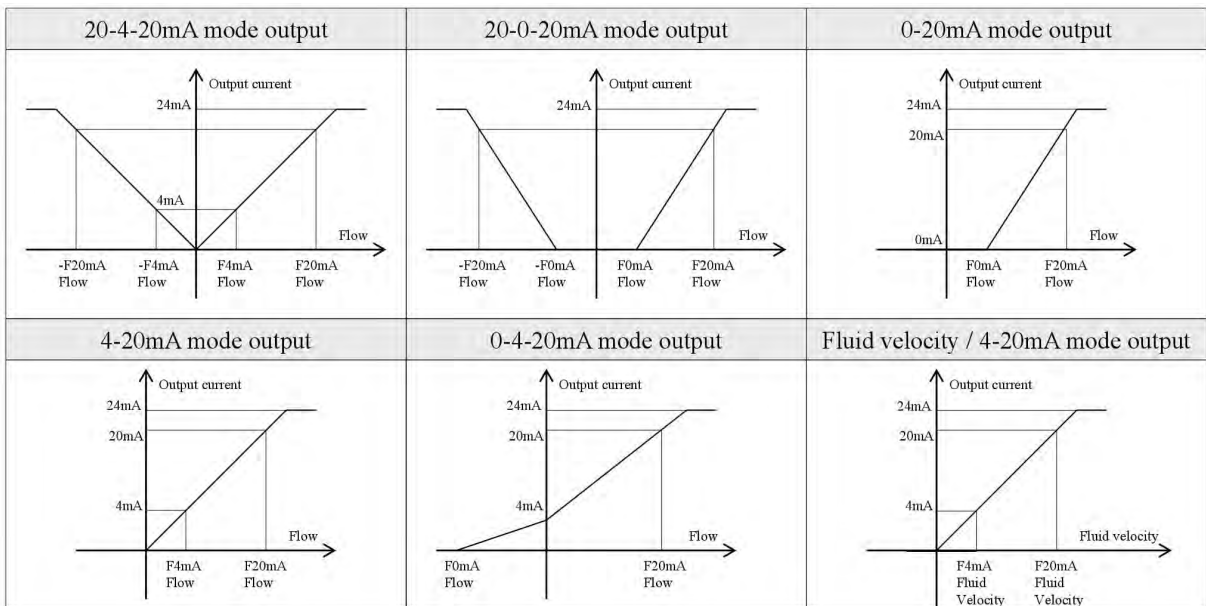 20-4-20mA mode output
20-0-20mA mode output
0-20mA mode output
Output current
24mA
4mA
Flow
-F20mA
Flow
-F4mA
Flow
F4mA
Flow
F20mA
Flow
Output current
24mA
Flow
-F20mA
Flow
-F0mA
Flow
F0mA
Flow
F20mA
Flow
Output current
24mA
20mA
Flow
0mA
F0mA
Flow
F20mA
Flow
4-20mA mode output
0-4-20mA mode output
Fluid velocity / 4-20mA mode output
Output current
24mA
20mA
4mA
Flow
F4mA
Flow
F20mA
Flow
Output current
24mA
20mA
4mA
Flow
F0mA
Flow
F20mA
Flow
Output current
24mA
20mA
4mA
Fluid velocity
F4mA
Fluid
Velocity
F20mA
Fluid
Velocity